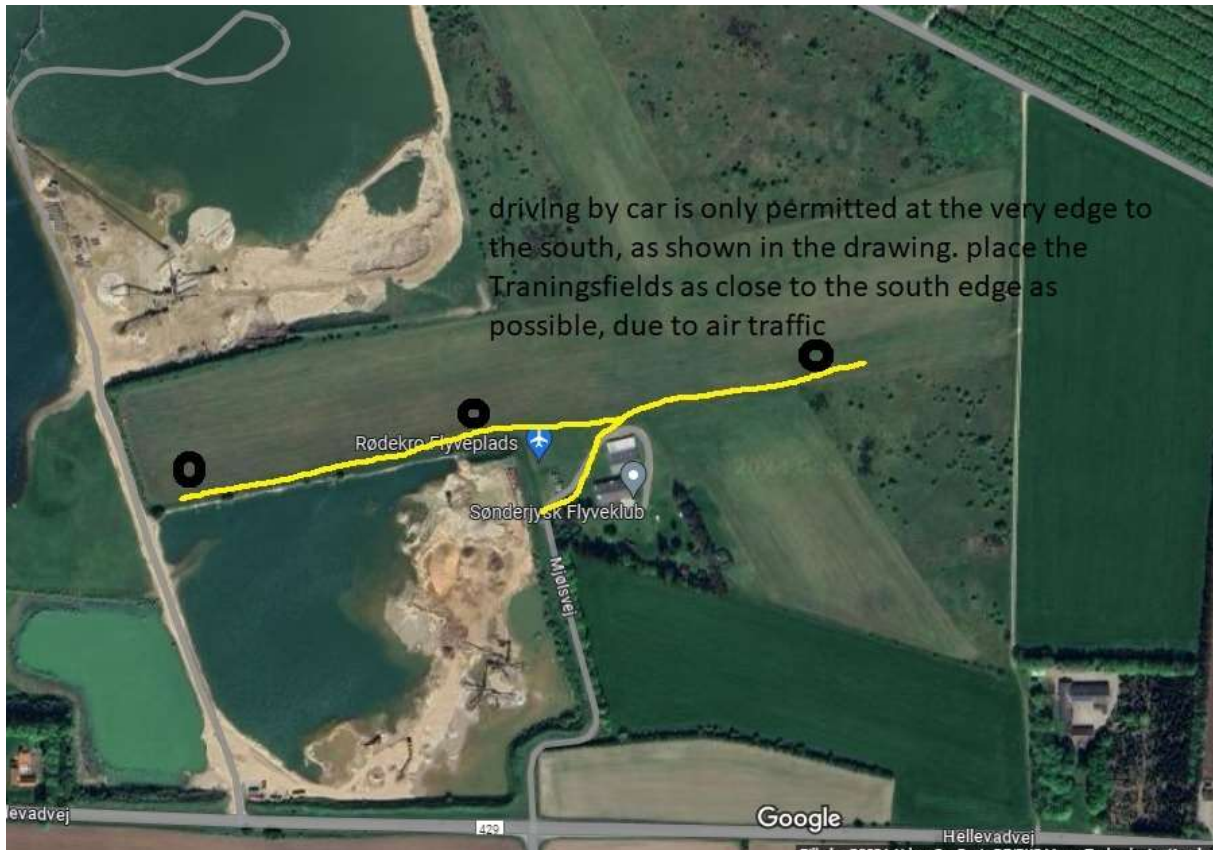 driving by car is only permitted at the very edge to
the south, as shown in the drawing. place the
Traningsfields as close to the south edge as
possible, due to air traffic
Rødekro Flyveplads
Sønderjysk Flyveklub
Mjølsvej
levadvej
429
Google
Hellevadvej